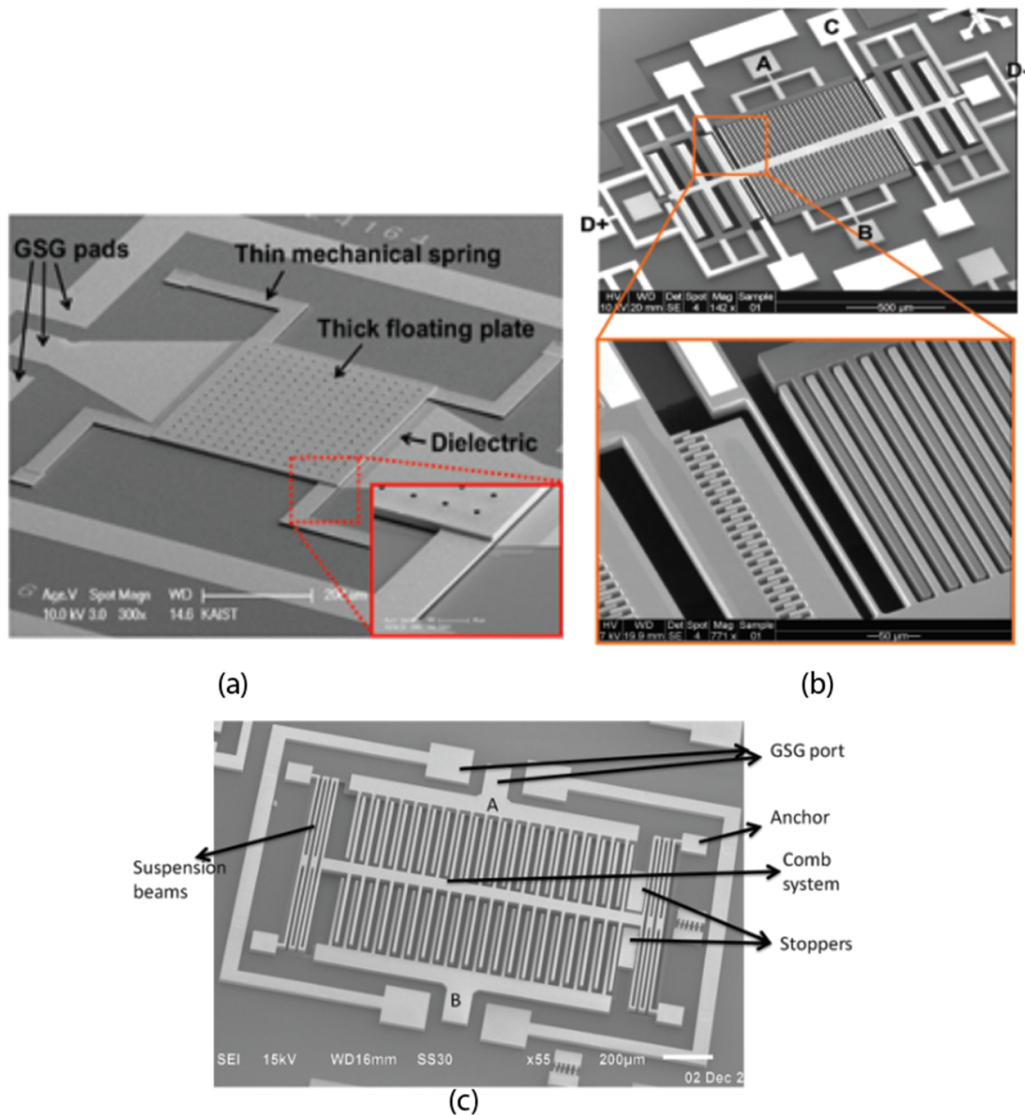 GSG pads
Thin mechanical spring
Thick floating plate
Dielectric
Age.V Spot Magn WD
10.0 kV 3.0 300x 14.6 KAIST
(a)
C
A
D-
D+
B
HV WD Det Spot Mag Sample
20 mm SE 4 142 x 01 500 µm
HV WD Det Spot Mag Sample
7 kV 19.9 mm SE 4 771 x 01 50 µm
(b)
GSG port
A
Anchor
Suspension
beams
Comb
system
Stoppers
B
SEI 15kV WD16mm SS30 x55 200µm
02 Dec 2
(c)